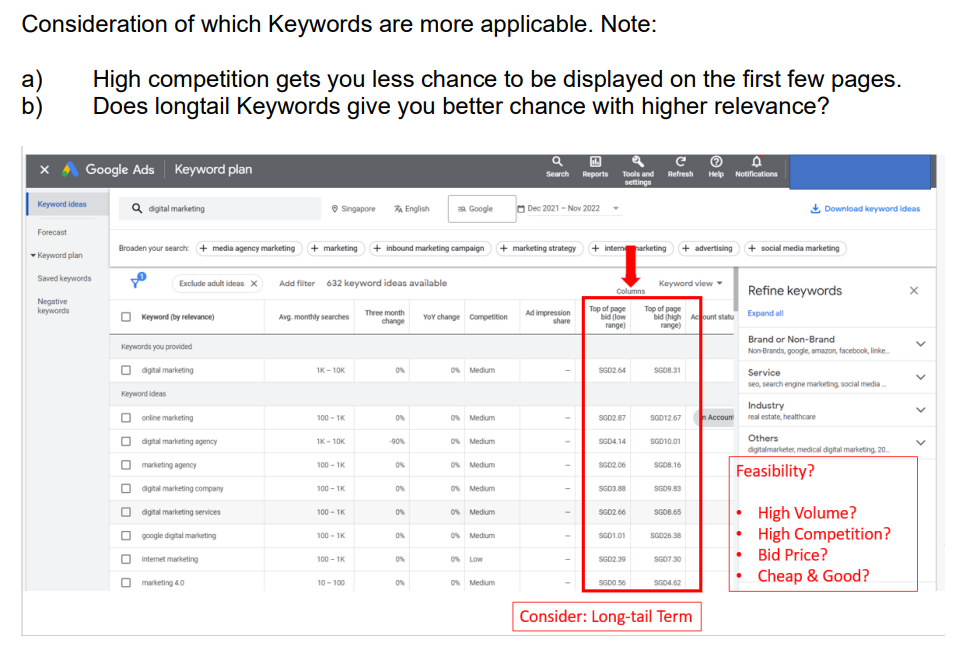 Consideration of which Keywords are more applicable. Note:
a) High competition gets you less chance to be displayed on the first few pages.
b) Does longtail Keywords give you better chance with higher relevance?
Google Ads Keyword plan
Search Reports Tools and settings Refresh Help Notifications
Keyword ideas
Forecast
Keyword plan
Saved keywords
Negative keywords
digital marketing Singapore English Google Dec 2021 – Nov 2022 Download keyword ideas
Broaden your search: + media agency marketing + marketing + inbound marketing campaign + marketing strategy + marketing + advertising + social media marketing
1 Exclude adult ideas X Add filter 632 keyword ideas available Columns Keyword view
Keyword (by relevance) Avg. monthly searches Three month change YoY change Competition Ad impression share Top of page bid (low range) Top of page bid (high range)
Keywords you provided
digital marketing 1K – 10K 0% 0% Medium – SGD2.64 SGD8.31
Keyword ideas
online marketing 100 – 1K 0% 0% Medium – SGD2.87 SGD12.67
digital marketing agency 1K – 10K -90% 0% Medium – SGD4.14 SGD10.01
marketing agency 100 – 1K 0% 0% Medium – SGD2.06 SGD8.16
digital marketing company 100 – 1K 0% 0% Medium – SGD3.88 SGD9.83
digital marketing services 100 – 1K 0% 0% Medium – SGD2.66 SGD8.65
google digital marketing 100 – 1K 0% 0% Medium – SGD1.01 SGD26.38
internet marketing 100 – 1K 0% 0% Low – SGD2.39 SGD7.30
marketing 4.0 10 – 100 0% 0% Medium – SGD0.56 SGD4.62
Refine keywords
Expand all
Brand or Non-Brand
Non-Brands, google, amazon, facebook, linke...
Service
seo, search engine marketing, social media ...
Industry
real estate, healthcare
Others
digitalmarketer, medical digital marketing, 20...
Feasibility?
• High Volume?
• High Competition?
• Bid Price?
• Cheap & Good?
Consider: Long-tail Term